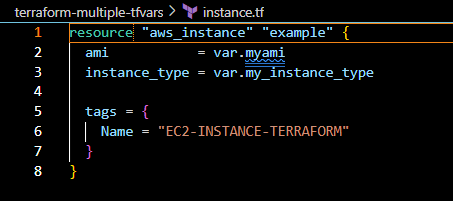 terraform-multiple-tfvars > instance.tf
1 resource "aws_instance" "example" {
2   ami           = var.myami
3   instance_type = var.my_instance_type
4
5   tags = {
6     Name = "EC2-INSTANCE-TERRAFORM"
7   }
8 }